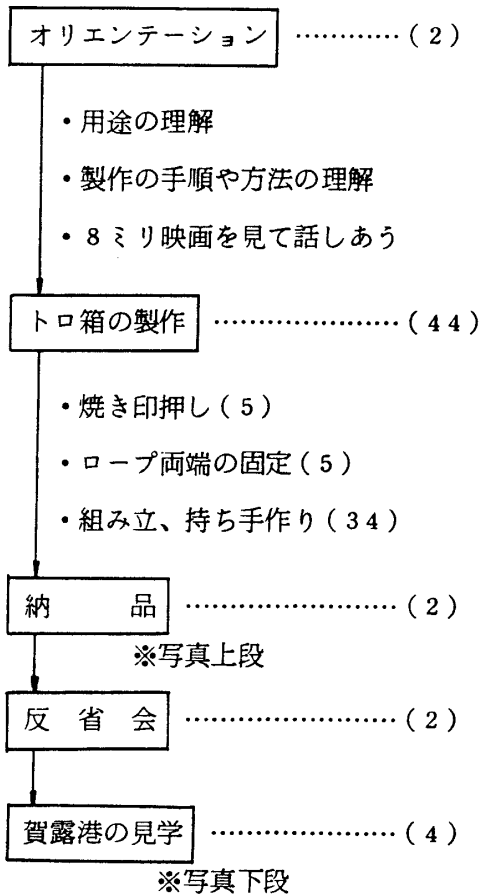 オリエンテーション …………(2)
・用途の理解
・製作の手順や方法の理解
・8ミリ映画を見て話しあう
トロ箱の製作 …………………(44)
・焼き印押し(5)
・ロープ両端の固定(5)
・組み立、持ち手作り(34)
納品 ……………………(2)
※写真上段
反省会 ……………………(2)
賀露港の見学 …………………(4)
※写真下段